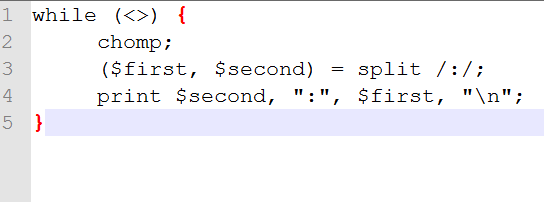 1 while (<>) {
2     chomp;
3     ($first, $second) = split /:/;
4     print $second, ":", $first, "\n";
5 }